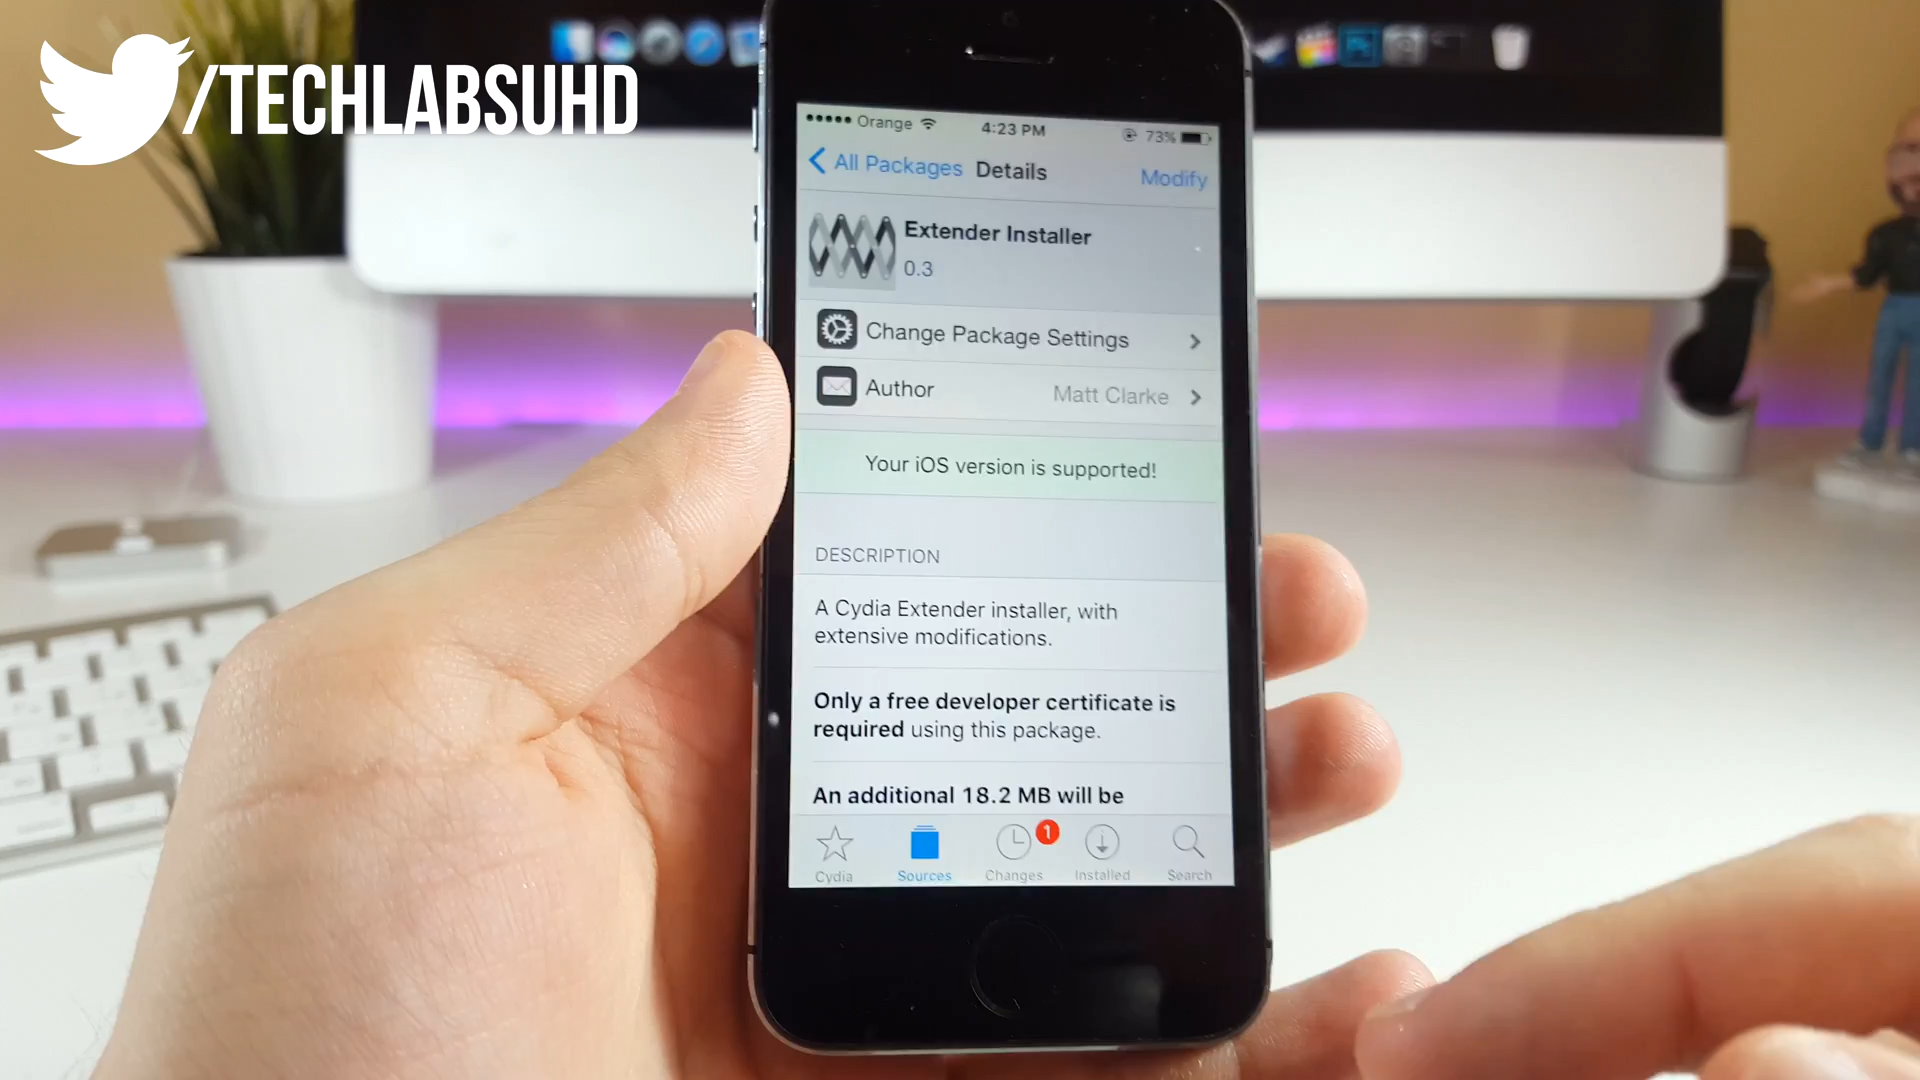 /TECHLABSUHD
Orange 4:23 PM 73%
All Packages Details Modify
Extender Installer
0.3
Change Package Settings
Author Matt Clarke
Your iOS version is supported!
DESCRIPTION
A Cydia Extender installer, with
extensive modifications.
Only a free developer certificate is
required using this package.
An additional 18.2 MB will be
1
Cydia Sources Changes Installed Search
Ps